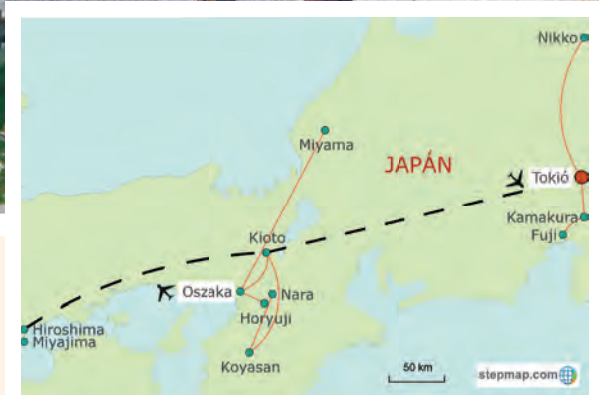 Nikko
Miyama
JAPÁN
Tokió
Kamakura
Fuji
Kioto
Oszaka
Nara
Horyuji
Hiroshima
Miyajima
Koyasan
50 km
stepmap.com